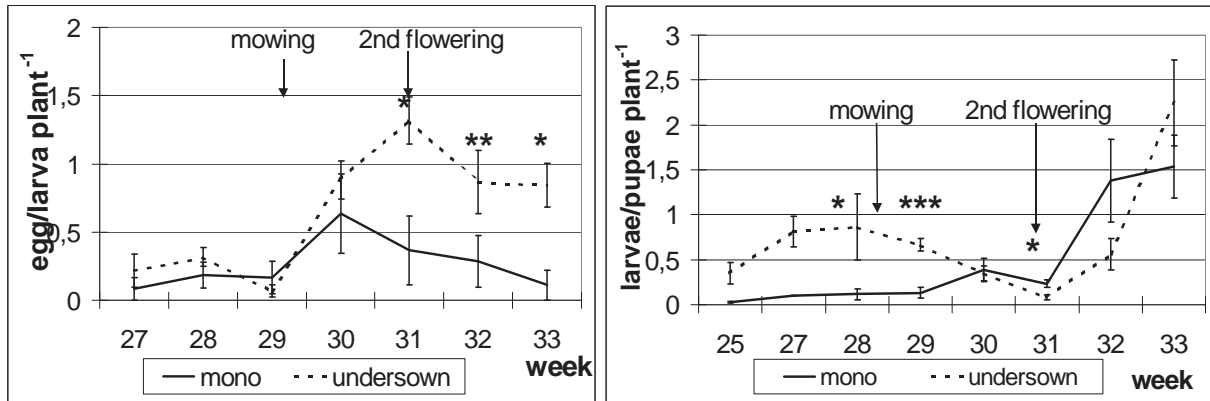 2
1,5
1
0,5
0
egg/larva plant-1
mowing
2nd flowering
*
**
*
27 28 29 30 31 32 33
week
mono undersown
3
2,5
2
1,5
1
0,5
0
larvae/pupae plant-1
mowing
2nd flowering
*
***
*
25 27 28 29 30 31 32 33
mono undersown
week